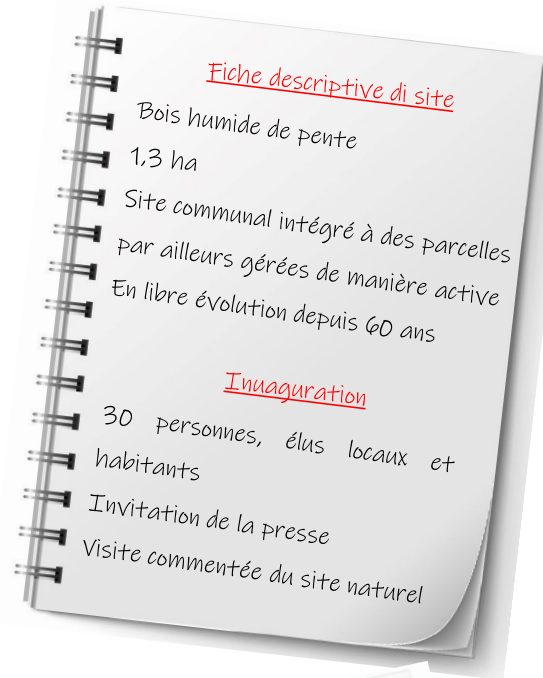 Fiche descriptive di site
Bois humide de pente
1,3 ha
Site communal intégré à des parcelles
par ailleurs gérées de manière active
En libre évolution depuis 60 ans
Inuaguration
30 personnes, élus locaux et
habitants
Invitation de la presse
Visite commentée du site naturel